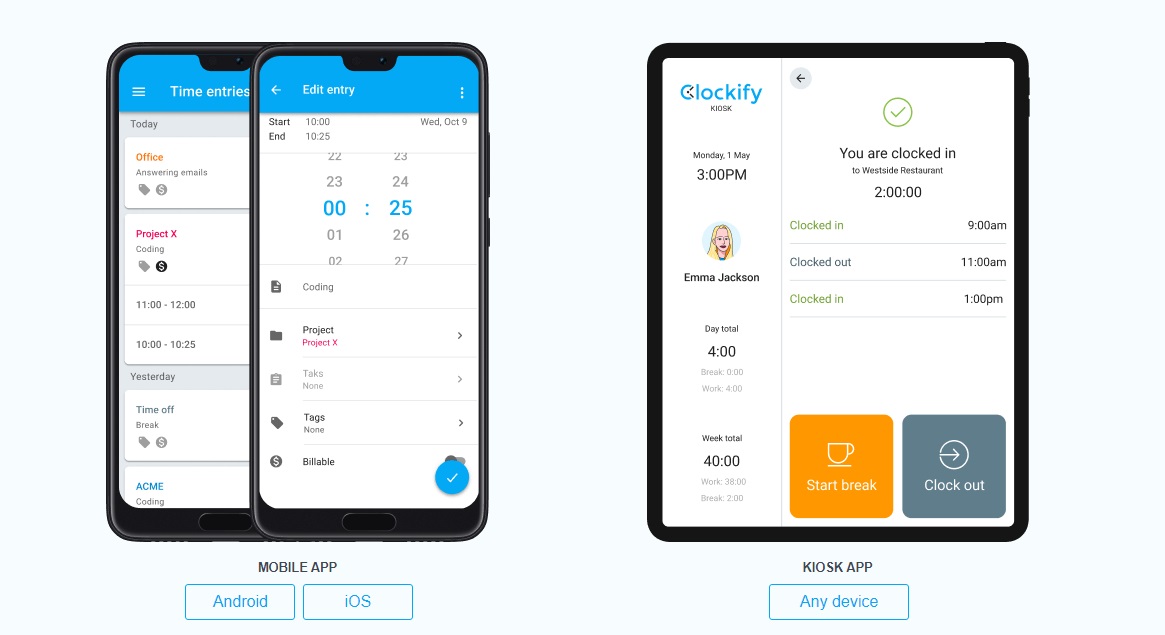 Time entries
Today
Office
Answering emails
Project X
Coding
11:00 - 12:00
10:00 - 10:25
Yesterday
Time off
Break
ACME
Coding
Edit entry
Start 10:00 Wed, Oct 9
End 10:25
22 23
23 24
00 : 25
01 26
02 27
Coding
Project
Project X
Taks
None
Tags
None
Billable
MOBILE APP
Android iOS
Clockify
KIOSK
Monday, 1 May
3:00PM
Emma Jackson
Day total
4:00
Break: 0:00
Work: 4:00
Week total
40:00
Work: 38:00
Break: 2:00
You are clocked in
to Westside Restaurant
2:00:00
Clocked in 9:00am
Clocked out 11:00am
Clocked in 1:00pm
Start break Clock out
KIOSK APP
Any device